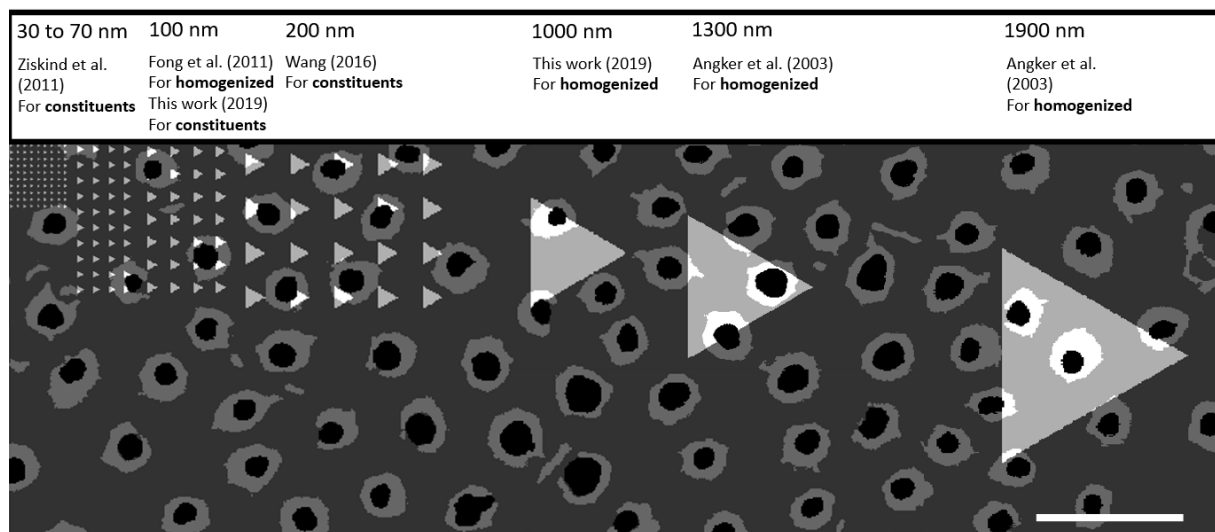 30 to 70 nm
Ziskind et al.
(2011)
For constituents
100 nm
Fong et al. (2011)
For homogenized
This work (2019)
For constituents
200 nm
Wang (2016)
For constituents
1000 nm
This work (2019)
For homogenized
1300 nm
Angker et al. (2003)
For homogenized
1900 nm
Angker et al.
(2003)
For homogenized